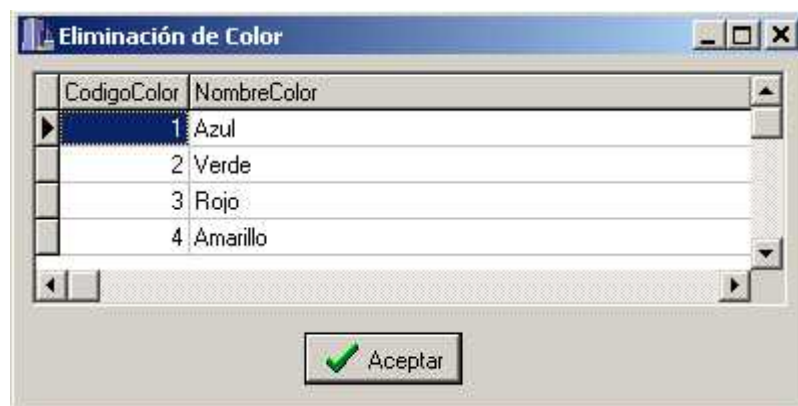 Eliminación de Color
CodigoColor NombreColor
1 Azul
2 Verde
3 Rojo
4 Amarillo
Aceptar